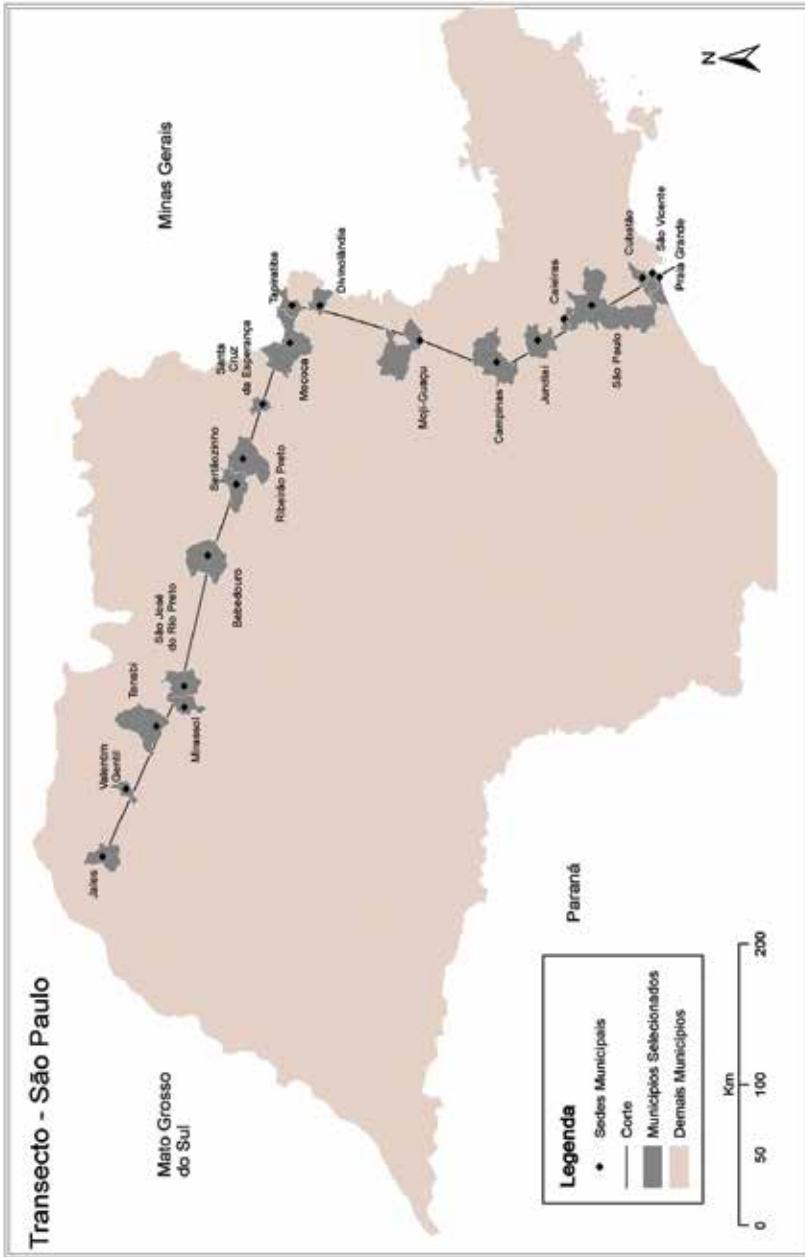 Transecto - São Paulo
Mato Grosso
do Sul
Minas Gerais
Paraná
N
Jales
Valentim
Gentil
Tanabi
Mirassol
São José
do Rio Preto
Bebedouro
Sertãozinho
Ribeirão Preto
Santa
Cruz
da Esperança
Mococa
Tapiratiba
Divinolândia
Moji-Guaçu
Campinas
Jundiaí
Caieiras
São Paulo
Cubatão
São Vicente
Praia Grande
Legenda
Sedes Municipais
Corte
Municípios Selecionados
Demais Municípios
Km
0 50 100 200